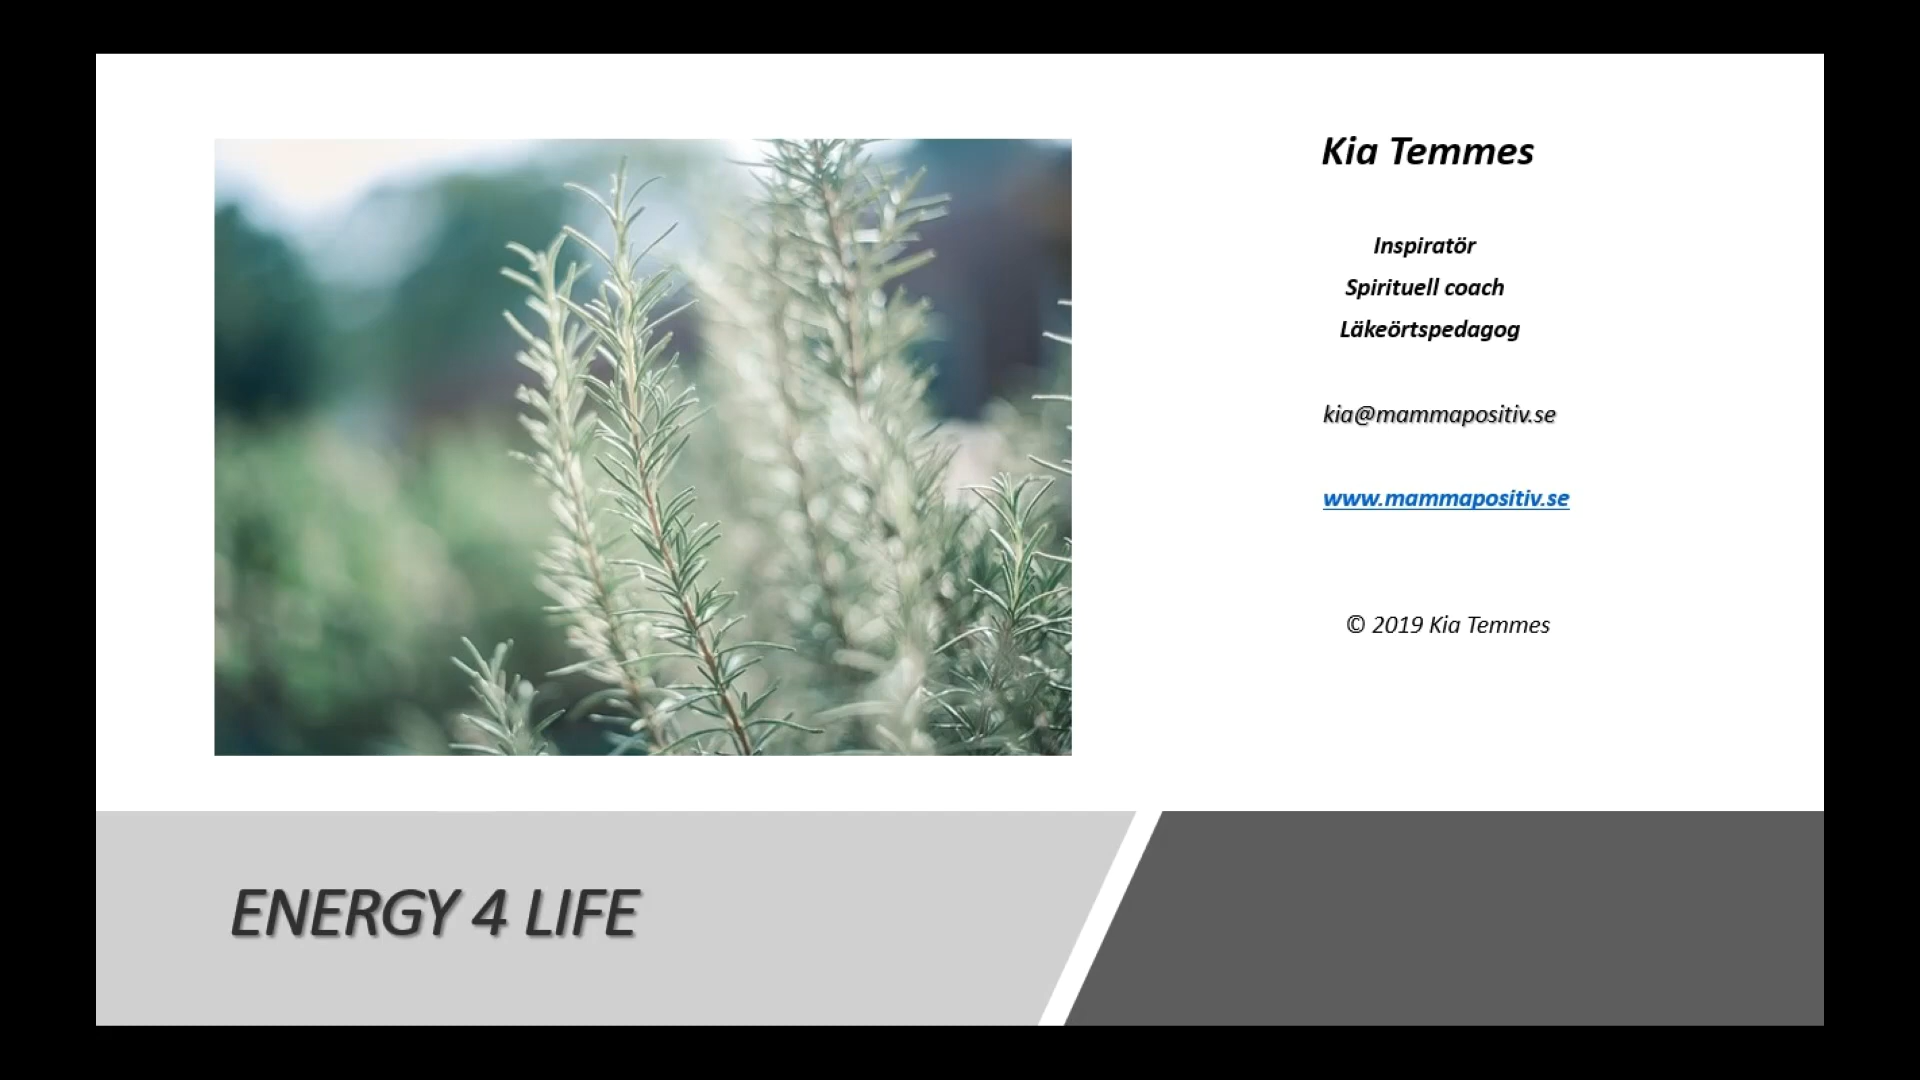 Kia Temmes
Inspiratör
Spirituell coach
Läkeörtspedagog
kia@mammapositiv.se
www.mammapositiv.se
© 2019 Kia Temmes
ENERGY 4 LIFE